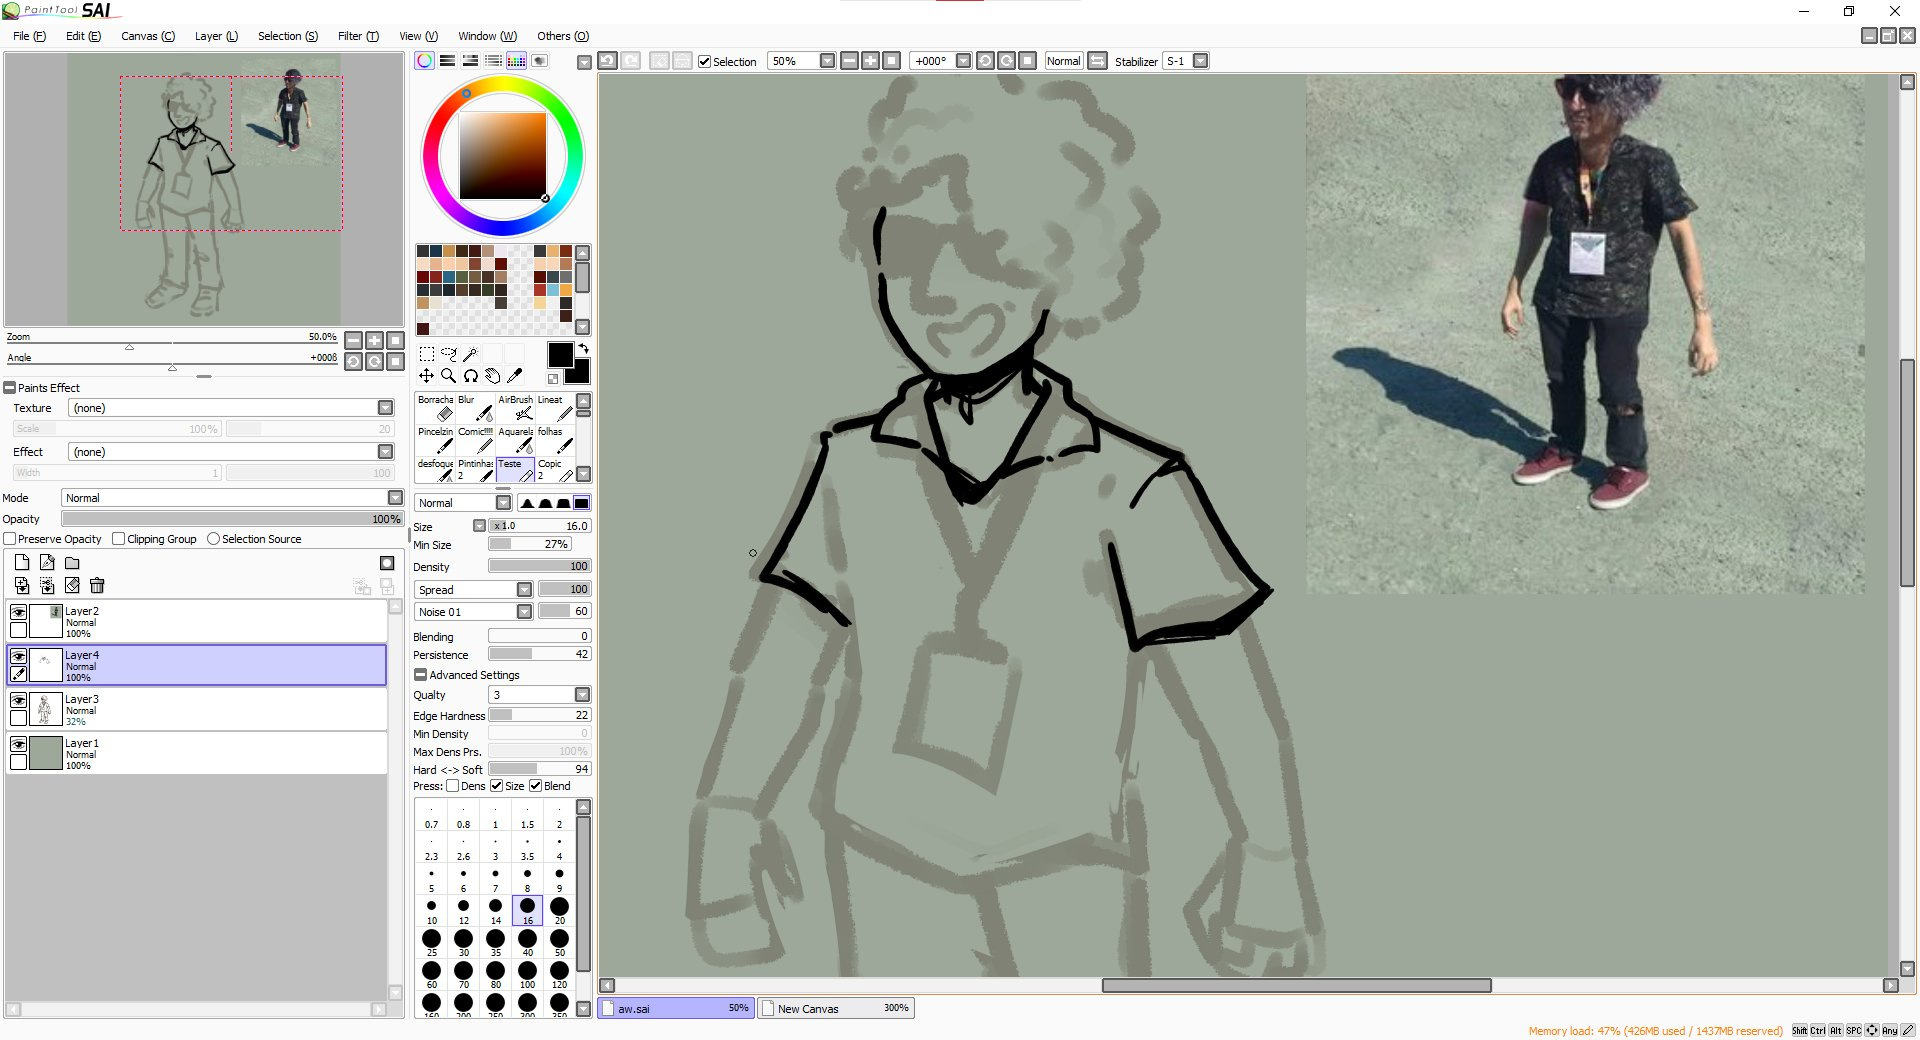 PaintTool SAI
File (F) Edit (E) Canvas (C) Layer (L) Selection (S) Filter (T) View (V) Window (W) Others (O)
Selection 50% +000° Normal Stabilizer S-1
Zoom 50.0%
Angle +000ß
Paints Effect
Texture (none)
Scale 100% 20
Effect (none)
Width 1 100
Mode Normal
Opacity 100%
Preserve Opacity Clipping Group Selection Source
Layer2
Normal
100%
Layer4
Normal
100%
Layer3
Normal
32%
Layer1
Normal
100%
Borracha Blur AirBrush Lineat
Pincelzin Comic!!!! Aquarela folhas
desfoque Pintinhas 2 Teste Copic 2
Normal
Size x 1.0 16.0
Min Size 27%
Density 100
Spread 100
Noise 01 60
Blending 0
Persistence 42
Advanced Settings
Qualty 3
Edge Hardness 22
Min Density 0
Max Dens Prs. 100%
Hard <-> Soft 94
Press: Dens Size Blend
0.7 0.8 1 1.5 2
2.3 2.6 3 3.5 4
5 6 7 8 9
10 12 14 16 20
25 30 35 40 50
60 70 80 100 120
160 200 250 300 350
aw.sai 50% New Canvas 300%
Memory load: 47% (426MB used / 1437MB reserved) Shift Ctrl Alt SPC Any